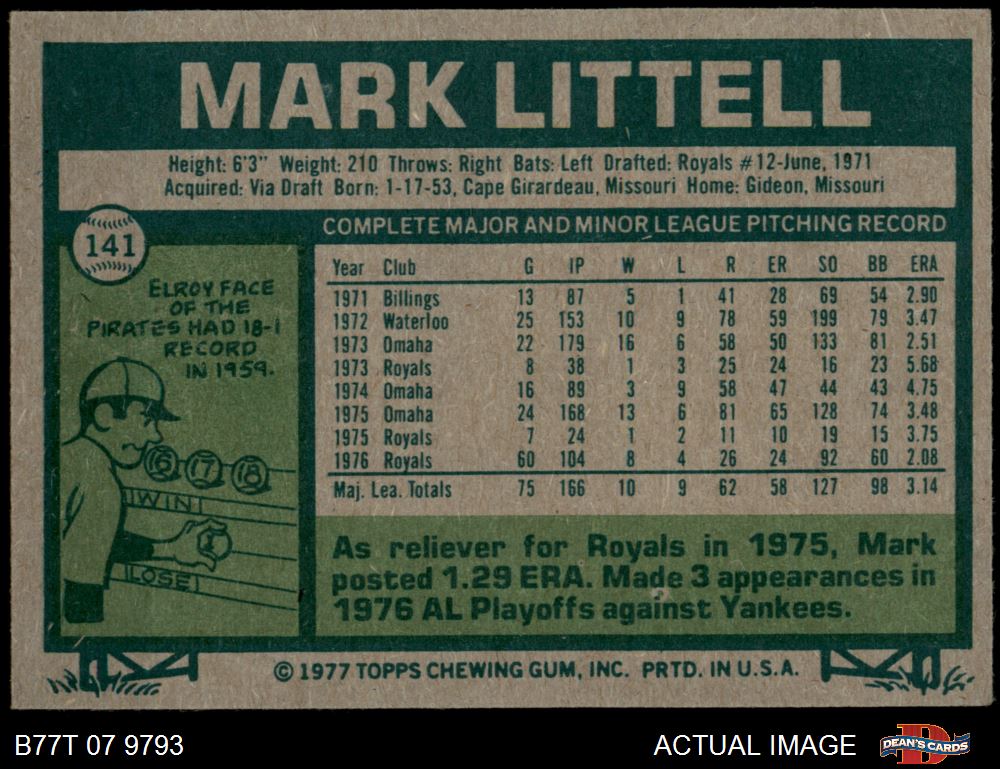 MARK LITTELL
Height: 6'3" Weight: 210 Throws: Right Bats: Left Drafted: Royals #12-June, 1971
Acquired: Via Draft Born: 1-17-53, Cape Girardeau, Missouri Home: Gideon, Missouri
141
ELROY FACE
OF THE
PIRATES HAD 18-1
RECORD
IN 1959.
16 17 18
WIN
1
LOSE
COMPLETE MAJOR AND MINOR LEAGUE PITCHING RECORD
Year Club G IP W L R ER SO BB ERA
1971 Billings 13 87 5 1 41 28 69 54 2.90
1972 Waterloo 25 153 10 9 78 59 199 79 3.47
1973 Omaha 22 179 16 6 58 50 133 81 2.51
1973 Royals 8 38 1 3 25 24 16 23 5.68
1974 Omaha 16 89 3 9 58 47 44 43 4.75
1975 Omaha 24 168 13 6 81 65 128 74 3.48
1975 Royals 7 24 1 2 11 10 19 15 3.75
1976 Royals 60 104 8 4 26 24 92 60 2.08
Maj. Lea. Totals 75 166 10 9 62 58 127 98 3.14
As reliever for Royals in 1975, Mark
posted 1.29 ERA. Made 3 appearances in
1976 AL Playoffs against Yankees.
© 1977 TOPPS CHEWING GUM, INC. PRTD. IN U.S.A.
B77T 07 9793
ACTUAL IMAGE
DEAN'S CARDS